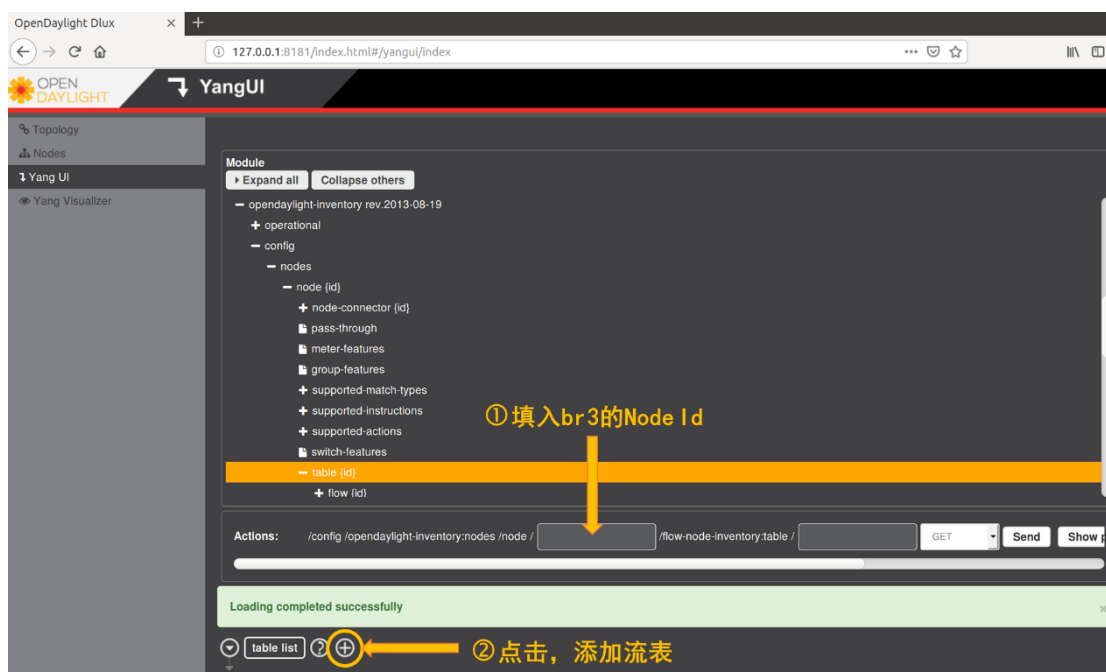 OpenDaylight Dlux
127.0.0.1:8181/index.html#/yangui/index
OPEN
DAYLIGHT
YangUI
Topology
Nodes
Yang UI
Yang Visualizer
Module
Expand all Collapse others
opendaylight-inventory rev.2013-08-19
operational
config
nodes
node {id}
node-connector {id}
pass-through
meter-features
group-features
supported-match-types
supported-instructions
supported-actions
switch-features
table {id}
flow {id}
①填入br3的Node Id
Actions: /config /opendaylight-inventory:nodes /node / /flow-node-inventory:table / GET Send Show
Loading completed successfully
table list
②点击，添加流表